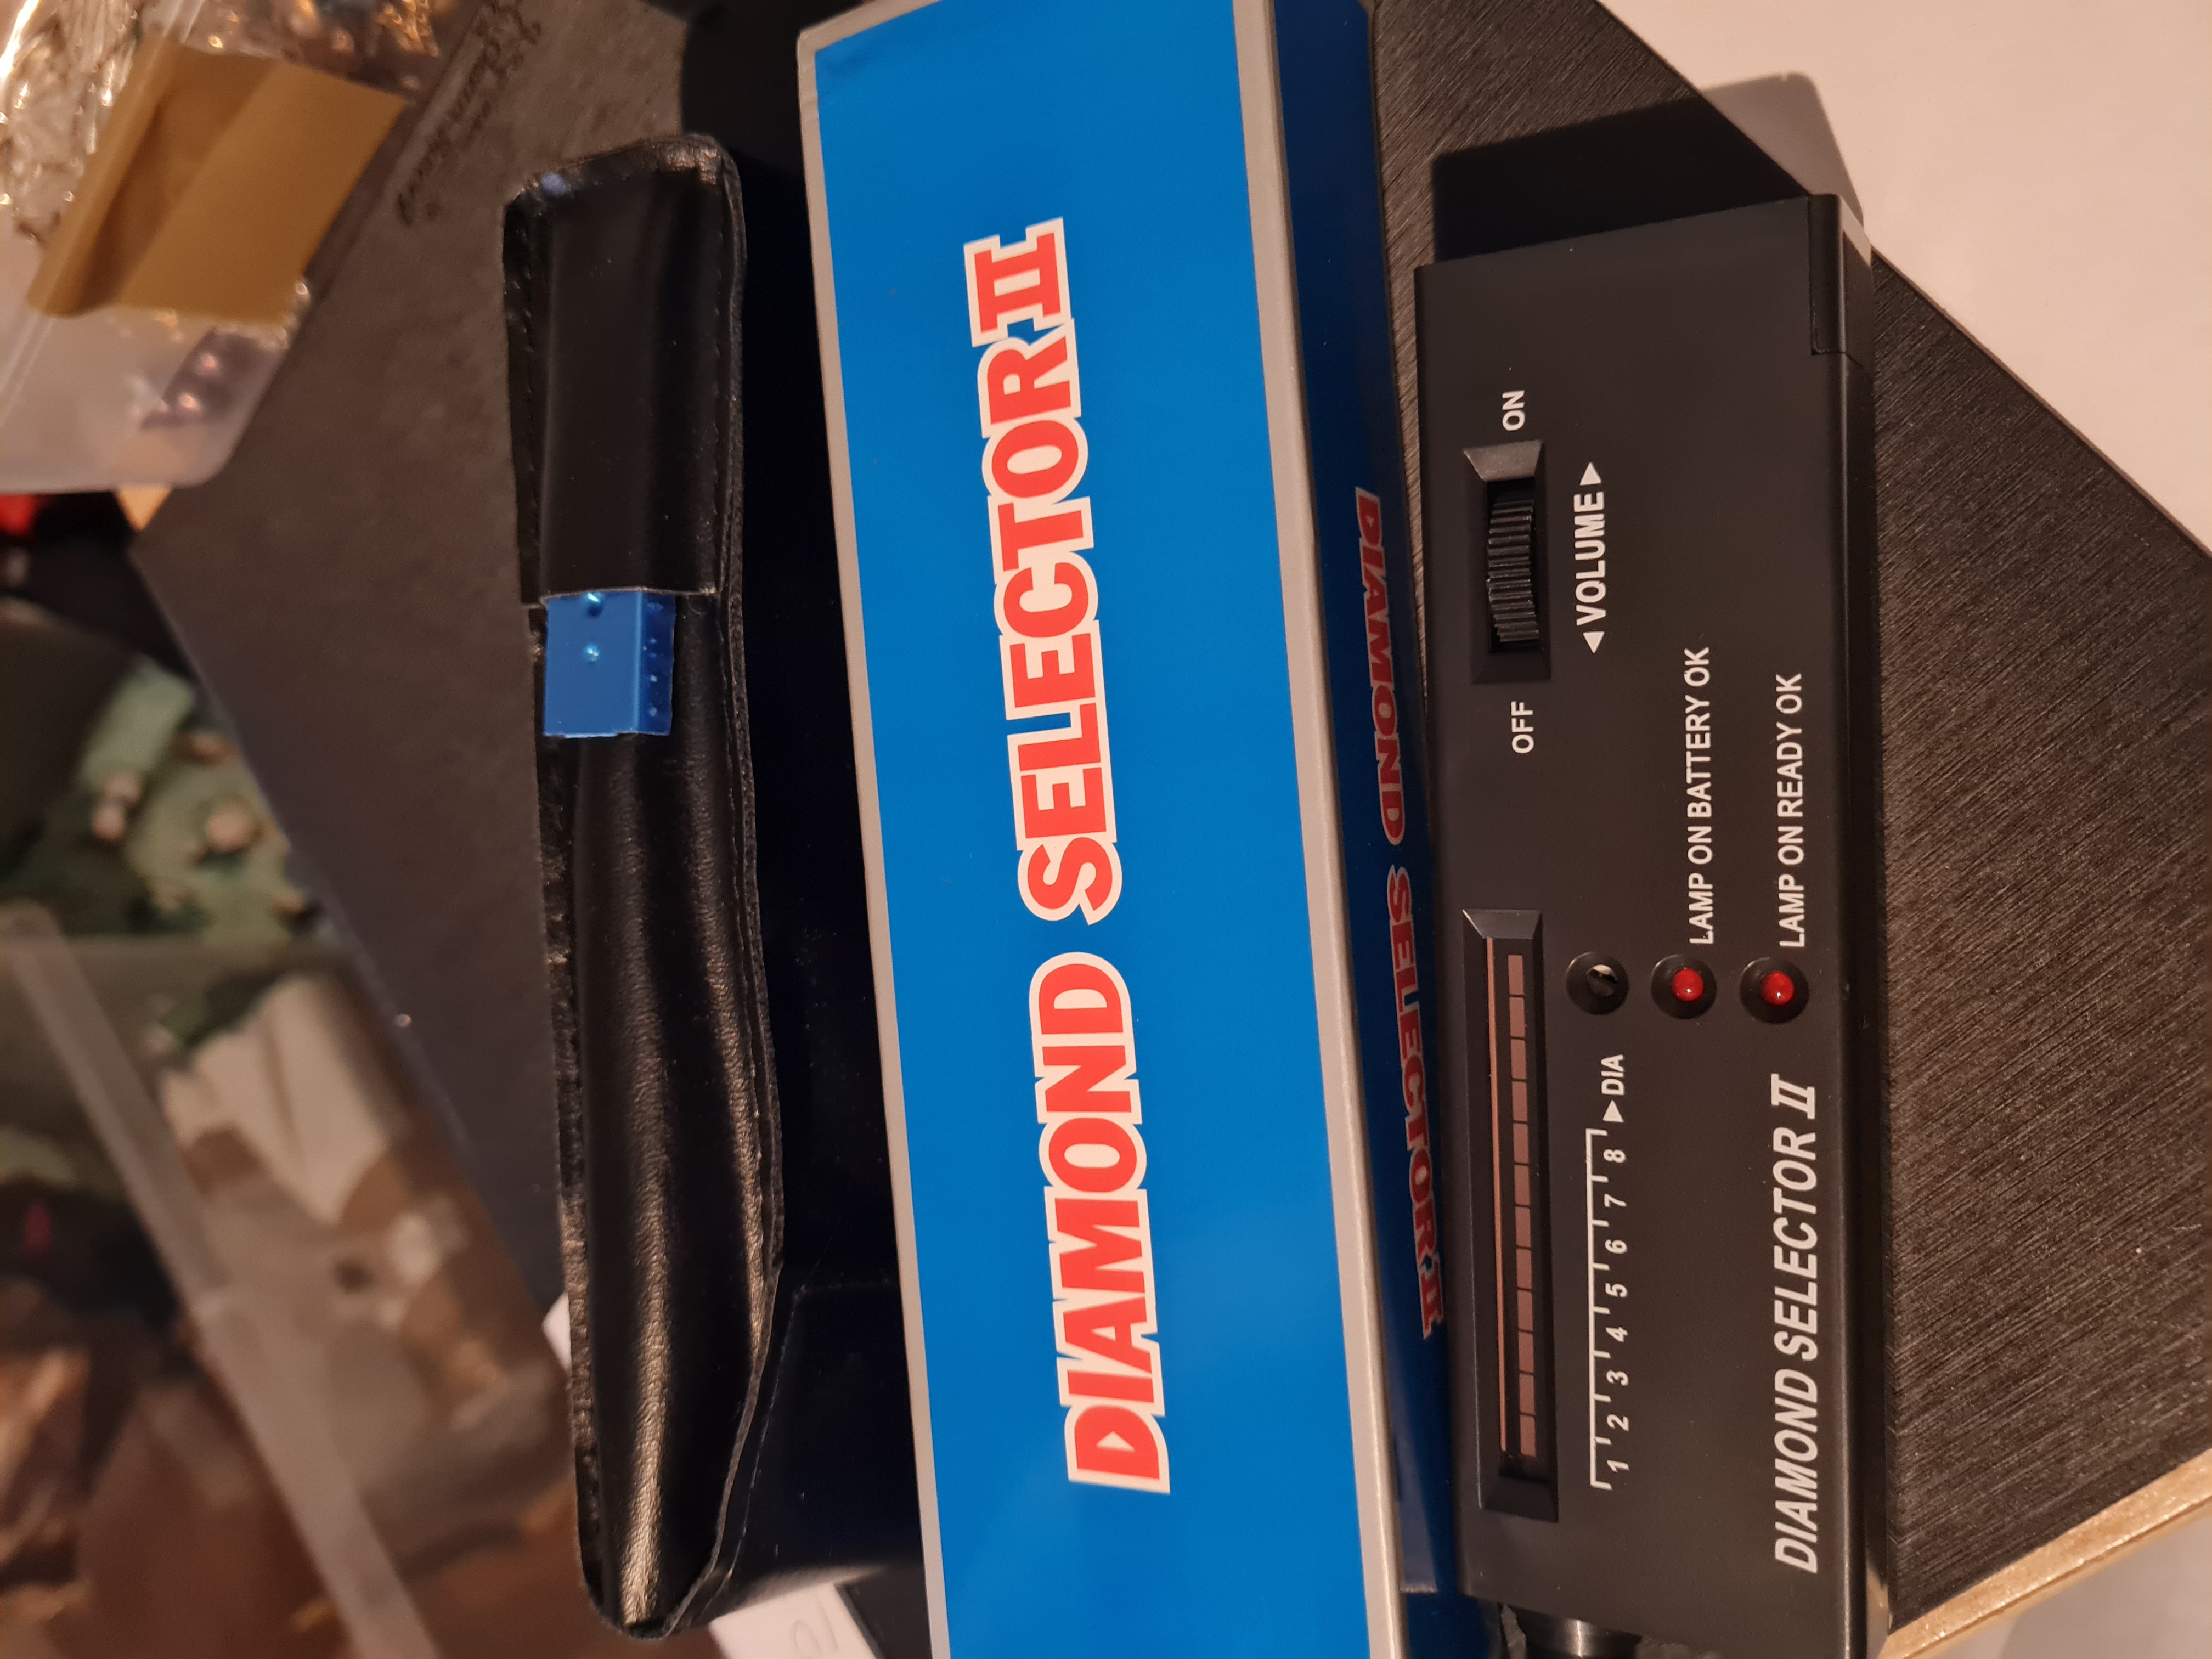 DIAMOND SELECTOR II
DIAMOND SELECTOR II
OFF
ON
◄VOLUME►
LAMP ON BATTERY OK
LAMP ON READY OK
1 2 3 4 5 6 7 8 ►DIA
DIAMOND SELECTOR II